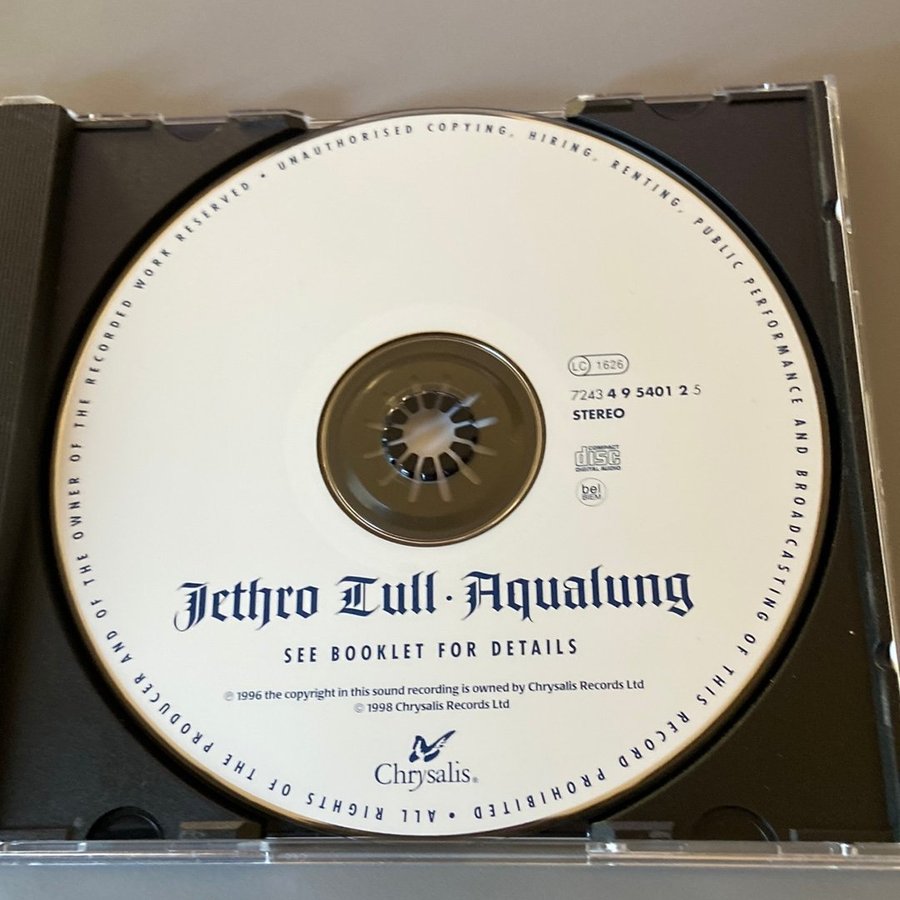 UNAUTHORISED COPYING, HIRING, RENTING, PUBLIC PERFORMANCE AND BROADCASTING OF THIS RECORD PROHIBITED • ALL RIGHTS OF THE PRODUCER AND OF THE OWNER OF THE RECORDED WORK RESERVED •
LC 1626
7243 4 9 5401 2 5
STEREO
COMPACT
disc
DIGITAL AUDIO
bel
BIEM
Jethro Tull · Aqualung
SEE BOOKLET FOR DETAILS
℗ 1996 the copyright in this sound recording is owned by Chrysalis Records Ltd
© 1998 Chrysalis Records Ltd
Chrysalis®